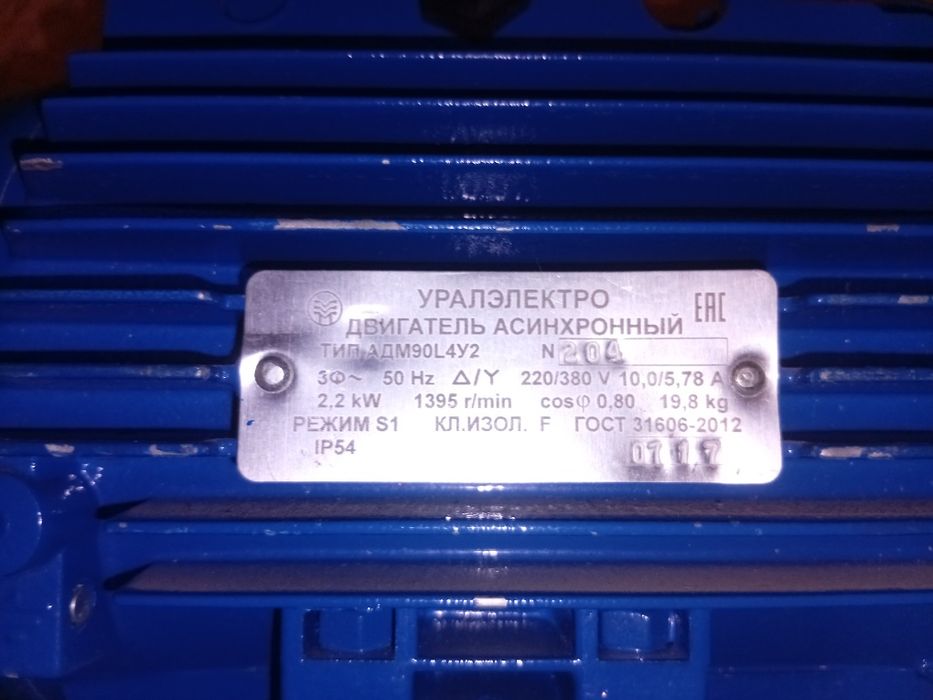 УРАЛЭЛЕКТРО EAC
ДВИГАТЕЛЬ АСИНХРОННЫЙ
ТИП АДМ90L4У2 N 204
3Ф~ 50 Hz Δ/Y 220/380 V 10,0/5,78 A
2,2 kW 1395 r/min cosφ 0,80 19,8 kg
РЕЖИМ S1 КЛ.ИЗОЛ. F ГОСТ 31606-2012
IP54 0717